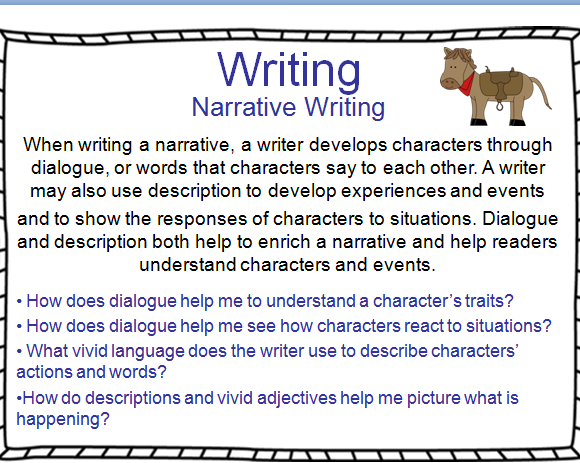 Writing
Narrative Writing
When writing a narrative, a writer develops characters through
dialogue, or words that characters say to each other. A writer
may also use description to develop experiences and events
and to show the responses of characters to situations. Dialogue
and description both help to enrich a narrative and help readers
understand characters and events.
• How does dialogue help me to understand a character’s traits?
• How does dialogue help me see how characters react to situations?
• What vivid language does the writer use to describe characters’
actions and words?
•How do descriptions and vivid adjectives help me picture what is
happening?